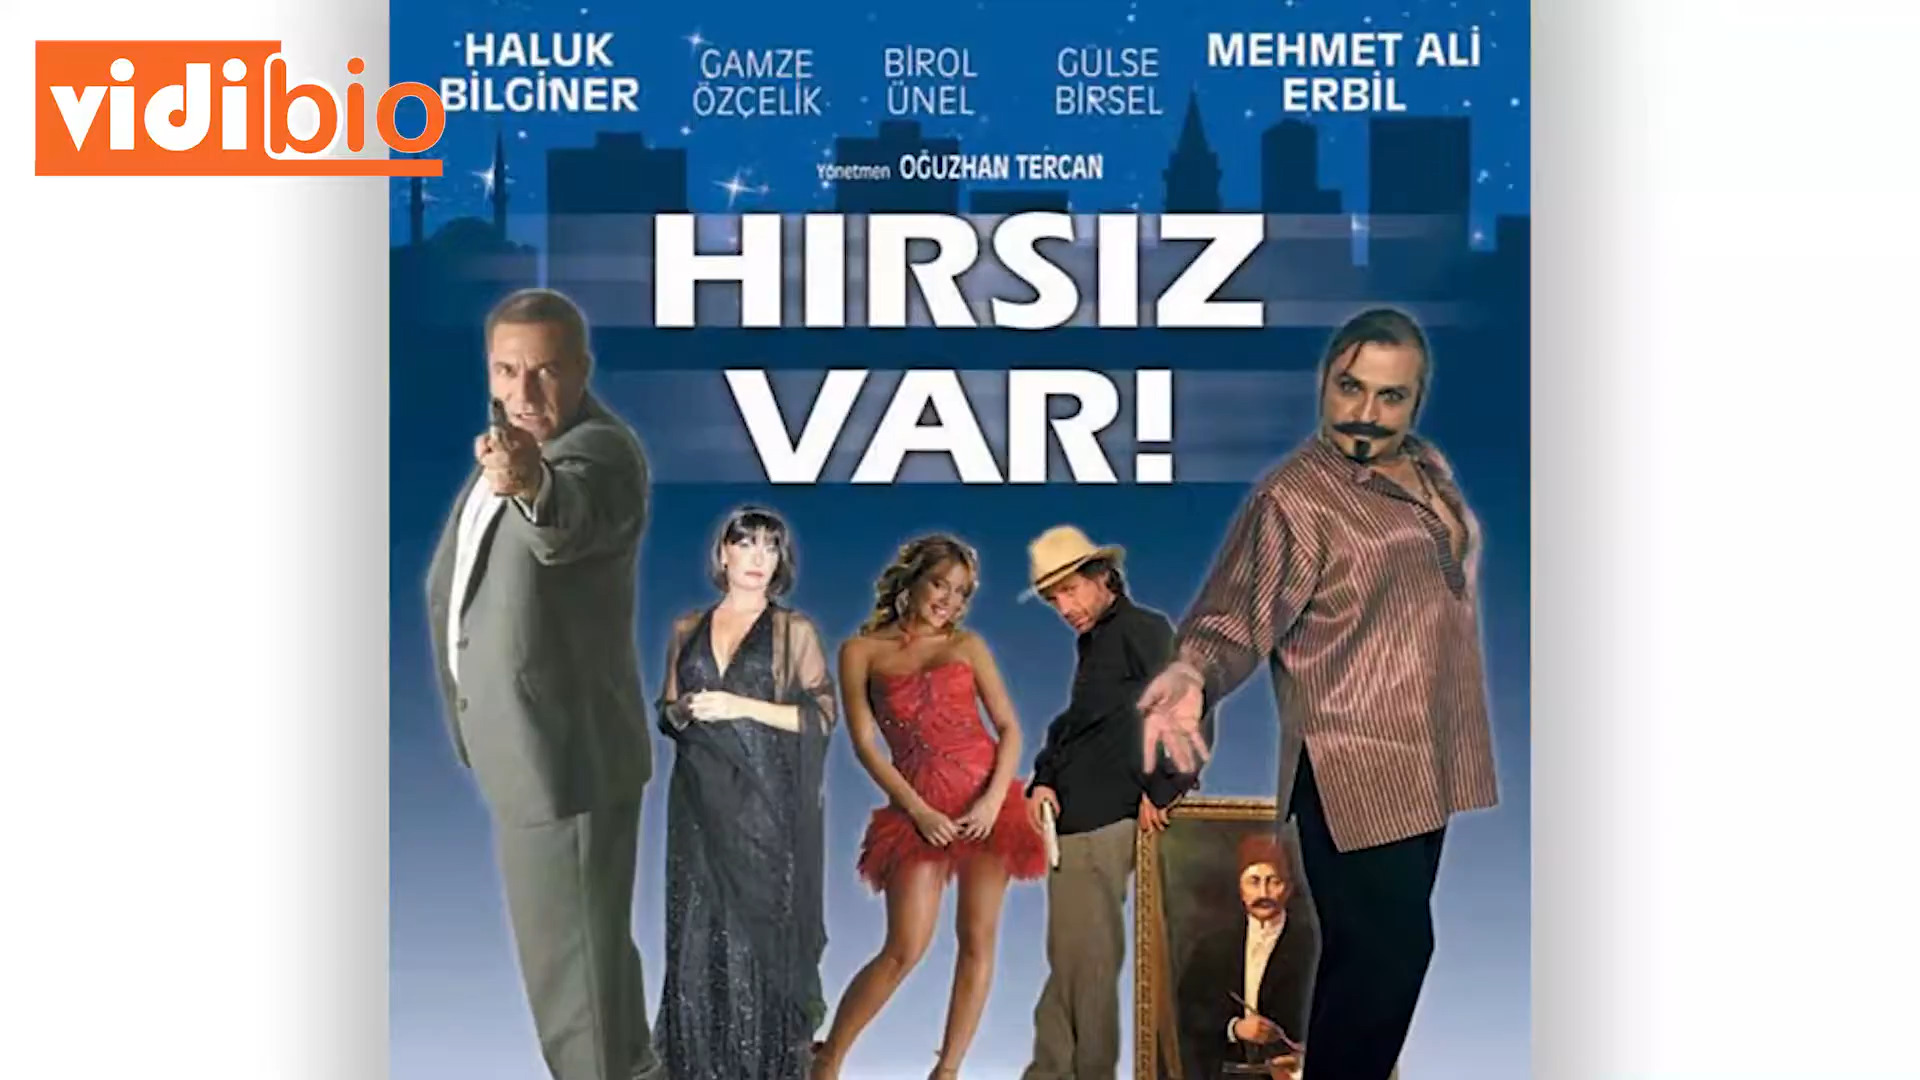 vidibio
HALUK
BİLGİNER
GAMZE
ÖZÇELİK
BİROL
ÜNEL
GÜLSE
BİRSEL
MEHMET ALİ
ERBİL
Yönetmen OĞUZHAN TERCAN
HIRSIZ
VAR!